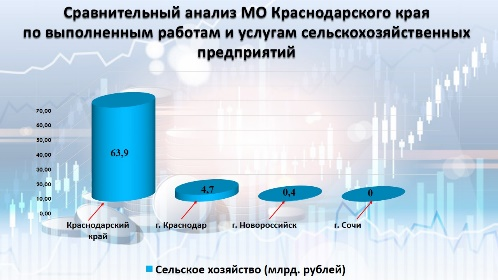 Сравнительный анализ МО Краснодарского края
по выполненным работам и услугам сельскохозяйственных
предприятий
70,00
60,00
50,00
40,00
30,00
20,00
10,00
0,00
63,9
4,7
0,4
0
Краснодарский
край
г. Краснодар
г. Новороссийск
г. Сочи
Сельское хозяйство (млрд. рублей)